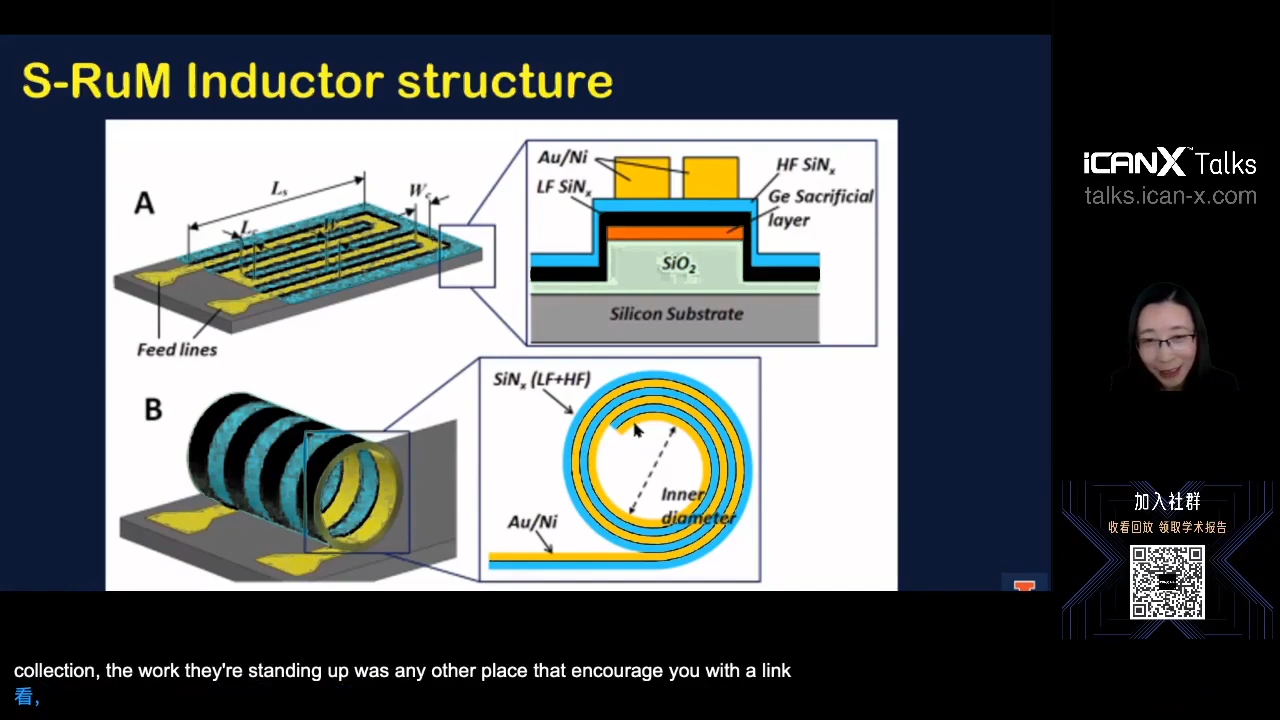 S-RuM Inductor structure
A
Ls
Wc
Lc
Feed lines
Au/Ni
LF SiNx
HF SiNx
Ge Sacrificial
layer
SiO2
Silicon Substrate
B
SiNx (LF+HF)
Inner
diameter
Au/Ni
iCANX Talks
talks.ican-x.com
加入社群
收看回放 领取学术报告
collection, the work they're standing up was any other place that encourage you with a link
看,